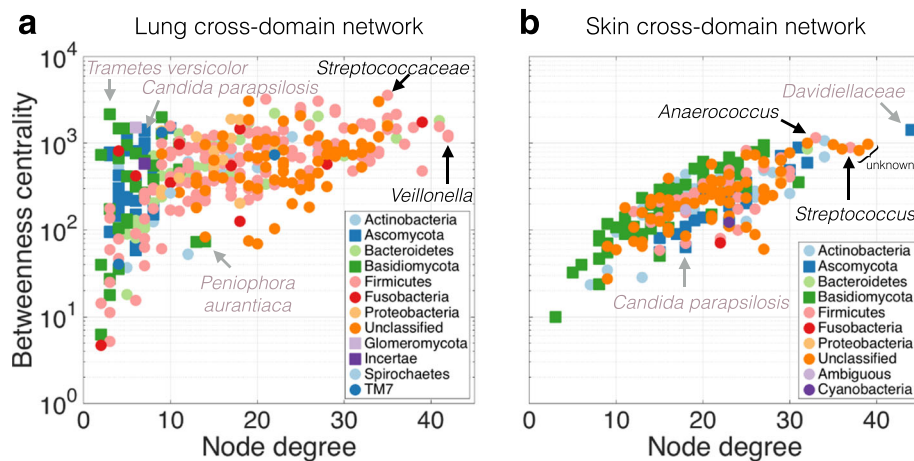 a Lung cross-domain network
Betweenness centrality
10^4
10^3
10^2
10^1
10^0
0 10 20 30 40
Node degree
Trametes versicolor
Candida parapsilosis
Streptococcaceae
Veillonella
Peniophora
aurantiaca
Actinobacteria
Ascomycota
Bacteroidetes
Basidiomycota
Firmicutes
Fusobacteria
Proteobacteria
Unclassified
Glomeromycota
Incertae
Spirochaetes
TM7
b Skin cross-domain network
Davidiellaceae
Anaerococcus
unknown
Streptococcus
Candida parapsilosis
Actinobacteria
Ascomycota
Bacteroidetes
Basidiomycota
Firmicutes
Fusobacteria
Proteobacteria
Unclassified
Ambiguous
Cyanobacteria
0 10 20 30 40
Node degree